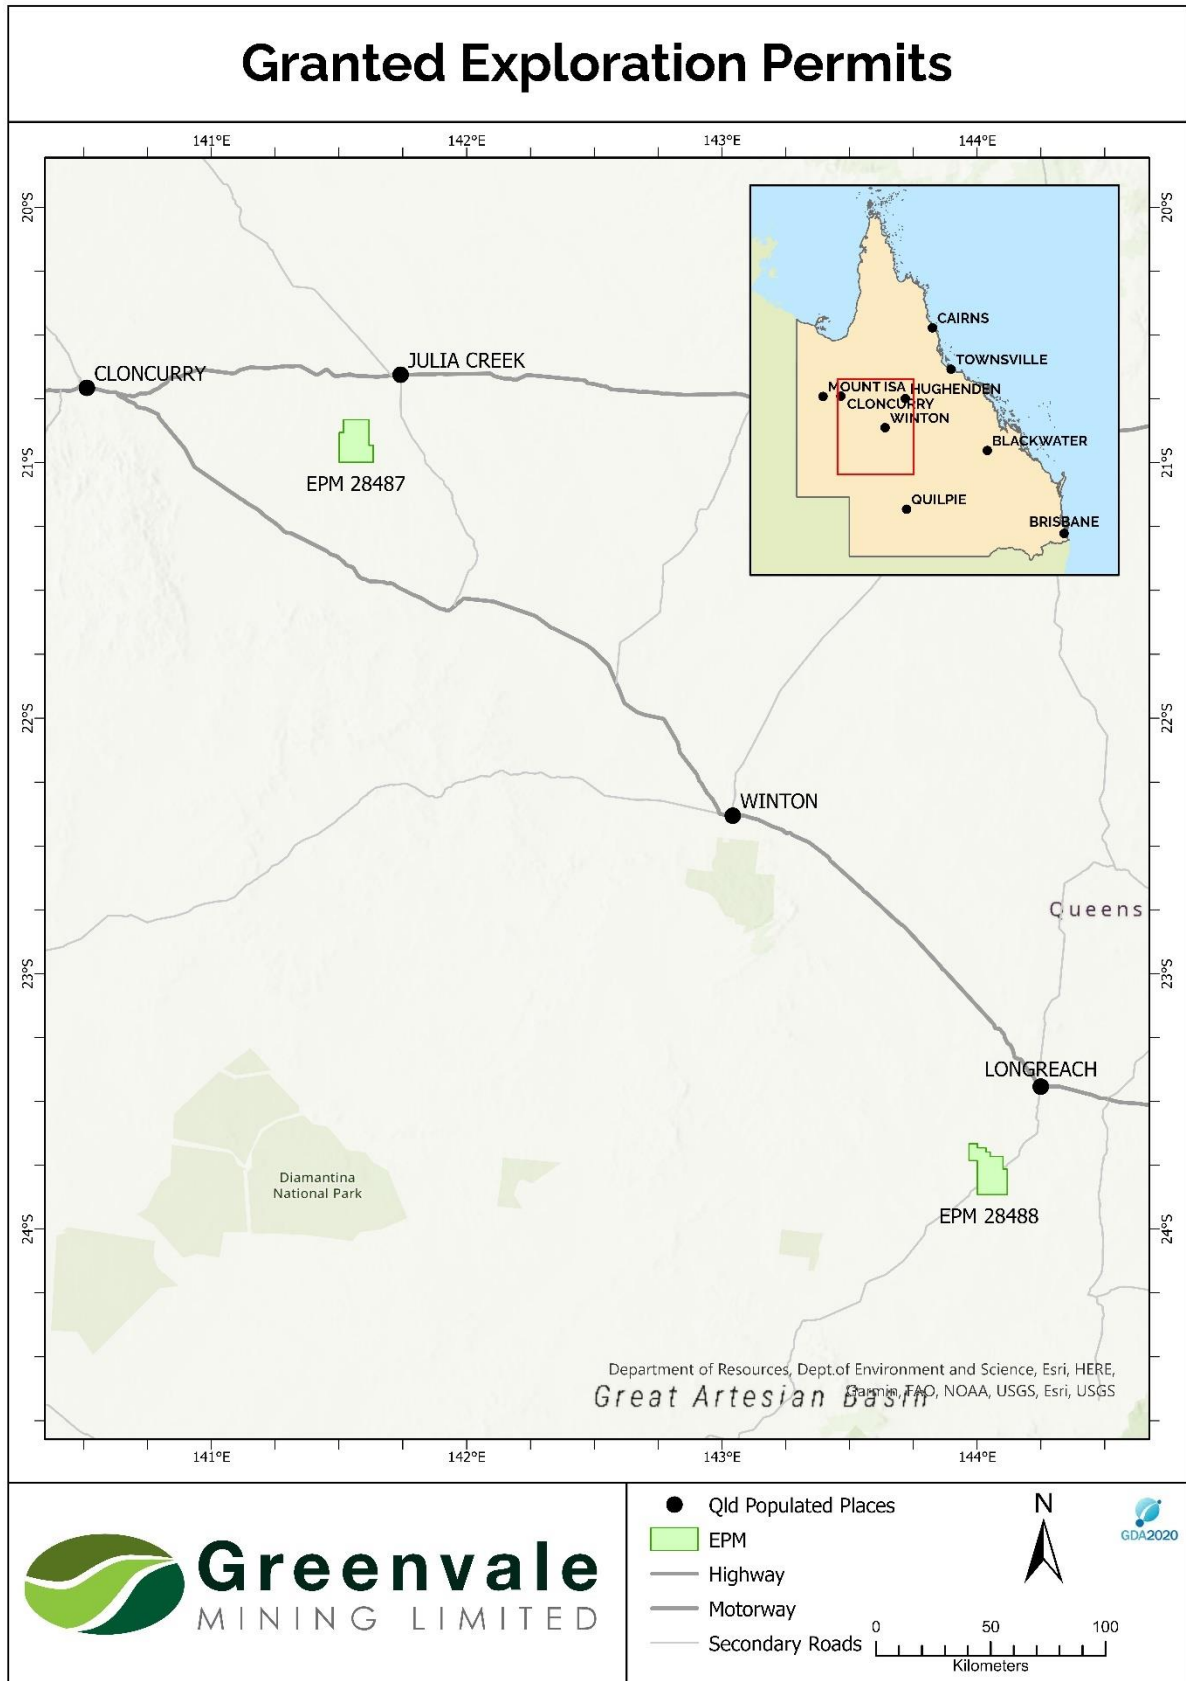 Granted Exploration Permits
141°E 142°E 143°E 144°E
20°S 20°S
CAIRNS
TOWNSVILLE
MOUNT ISA HUGHENDEN
CLONCURRY
WINTON
BLACKWATER
QUILPIE
BRISBANE
JULIA CREEK
CLONCURRY
21°S 21°S
EPM 28487
22°S 22°S
WINTON
Queens
23°S 23°S
LONGREACH
Diamantina
National Park
EPM 28488
24°S 24°S
Department of Resources, Dept.of Environment and Science, Esri, HERE,
Garmin, FAO, NOAA, USGS, Esri, USGS
Great Artesian Basin
141°E 142°E 143°E 144°E
Greenvale
MINING LIMITED
Qld Populated Places
EPM
Highway
Motorway
Secondary Roads
N
GDA2020
0 50 100
Kilometers